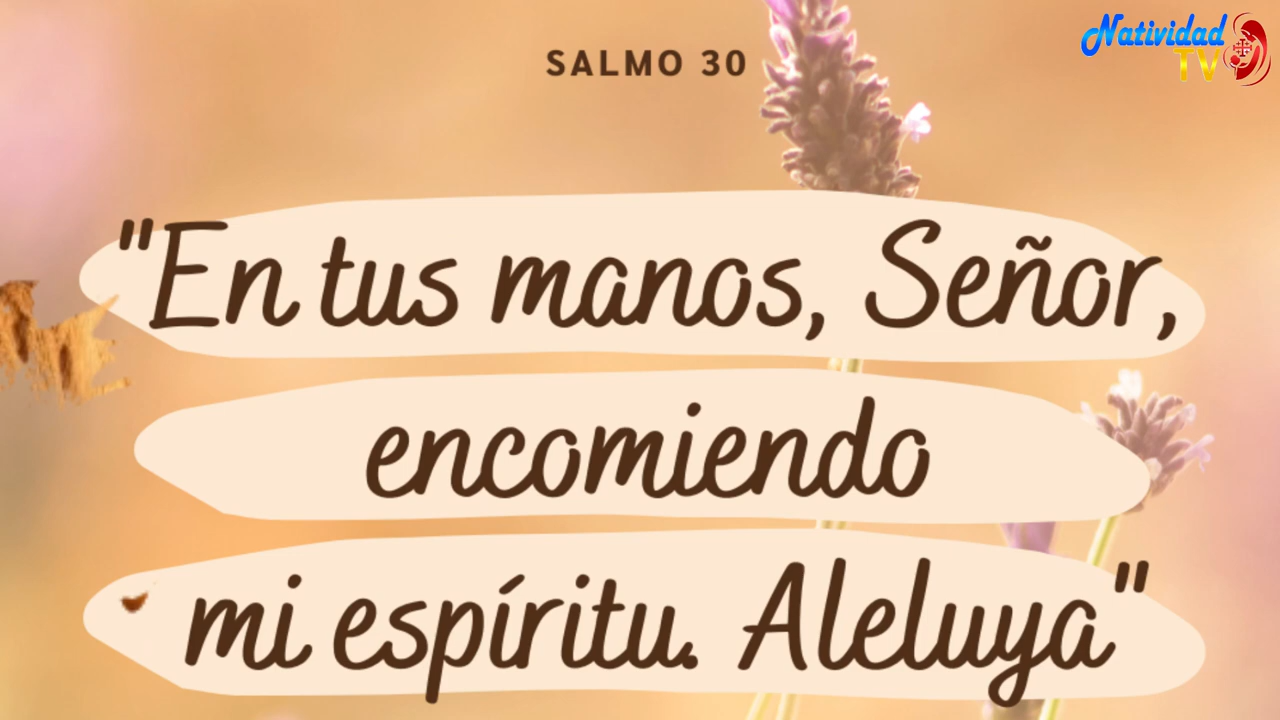 Natividad
TV
SALMO 30
"En tus manos, Señor,
encomiendo
mi espíritu. Aleluya"